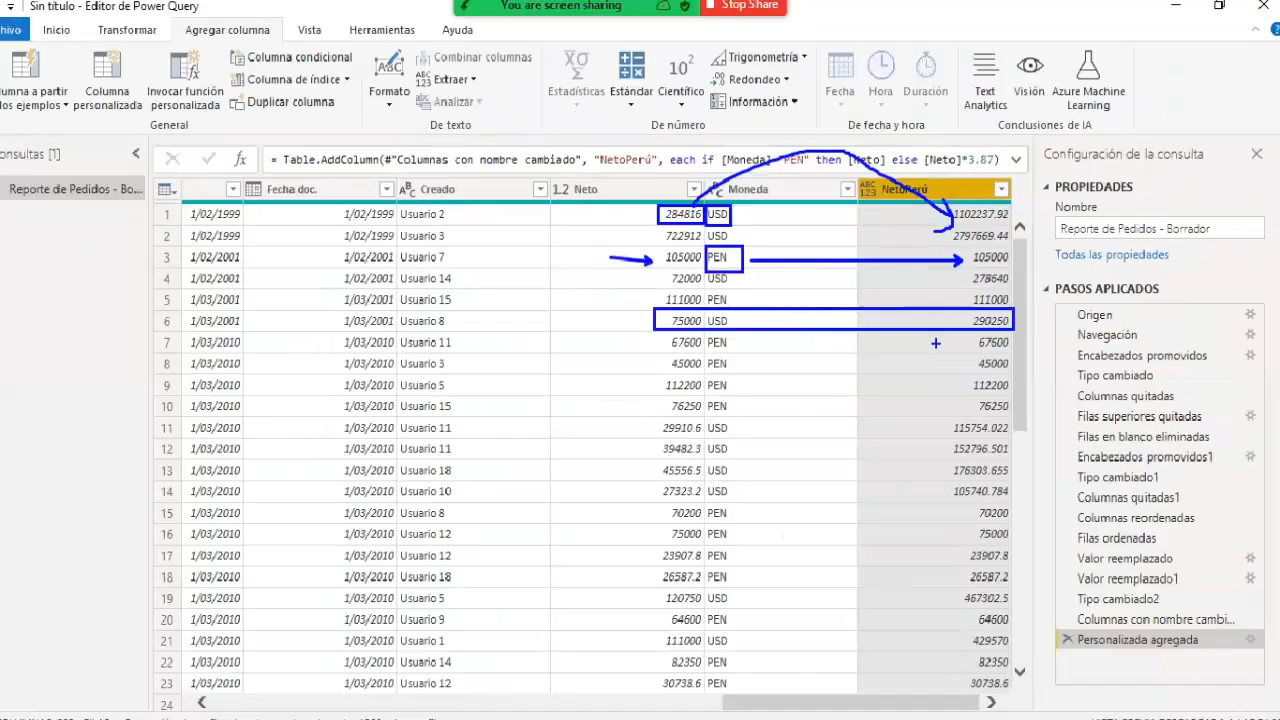 Sin título - Editor de Power Query
You are screen sharing
Stop Share
hivo Inicio Transformar Agregar columna Vista Herramientas Ayuda
umna a partir
los ejemplos
Columna
personalizada
Invocar función
personalizada
Columna condicional
Columna de índice
Duplicar columna
General
Formato
Combinar columnas
Extraer
Analizar
De texto
Estadísticas
Estándar
Científico
Trigonometría
Redondeo
Información
De número
Fecha
Hora
Duración
De fecha y hora
Text
Analytics
Visión
Azure Machine
Learning
Conclusiones de IA
onsultas [1]
Reporte de Pedidos - Bo...
= Table.AddColumn(#"Columnas con nombre cambiado", "NetoPerú", each if [Moneda] "PEN" then [Neto] else [Neto]*3.87)
Fecha doc. Creado 1.2 Neto Moneda NetoPerú
1 1/02/1999 1/02/1999 Usuario 2 284816 USD 1102237.92
2 1/02/1999 1/02/1999 Usuario 3 722912 USD 2797669.44
3 1/02/2001 1/02/2001 Usuario 7 105000 PEN 105000
4 1/02/2001 1/02/2001 Usuario 14 72000 USD 278640
5 1/03/2001 1/03/2001 Usuario 15 111000 PEN 111000
6 1/03/2001 1/03/2001 Usuario 8 75000 USD 290250
7 1/03/2010 1/03/2010 Usuario 11 67600 PEN 67600
8 1/03/2010 1/03/2010 Usuario 3 45000 PEN 45000
9 1/03/2010 1/03/2010 Usuario 5 112200 PEN 112200
10 1/03/2010 1/03/2010 Usuario 15 76250 PEN 76250
11 1/03/2010 1/03/2010 Usuario 11 29910.6 USD 115754.022
12 1/03/2010 1/03/2010 Usuario 11 39482.3 USD 152796.501
13 1/03/2010 1/03/2010 Usuario 18 45556.5 USD 176303.655
14 1/03/2010 1/03/2010 Usuario 10 27323.2 USD 105740.784
15 1/03/2010 1/03/2010 Usuario 8 70200 PEN 70200
16 1/03/2010 1/03/2010 Usuario 12 75000 PEN 75000
17 1/03/2010 1/03/2010 Usuario 12 23907.8 PEN 23907.8
18 1/03/2010 1/03/2010 Usuario 18 26587.2 PEN 26587.2
19 1/03/2010 1/03/2010 Usuario 5 120750 USD 467302.5
20 1/03/2010 1/03/2010 Usuario 9 64600 PEN 64600
21 1/03/2010 1/03/2010 Usuario 1 111000 USD 429570
22 1/03/2010 1/03/2010 Usuario 14 82350 PEN 82350
23 1/03/2010 1/03/2010 Usuario 12 30738.6 PEN 30738.6
24
Configuración de la consulta
PROPIEDADES
Nombre
Reporte de Pedidos - Borrador
Todas las propiedades
PASOS APLICADOS
Origen
Navegación
Encabezados promovidos
Tipo cambiado
Columnas quitadas
Filas superiores quitadas
Filas en blanco eliminadas
Encabezados promovidos1
Tipo cambiado1
Columnas quitadas1
Columnas reordenadas
Filas ordenadas
Valor reemplazado
Valor reemplazado1
Tipo cambiado2
Columnas con nombre cambi...
Personalizada agregada